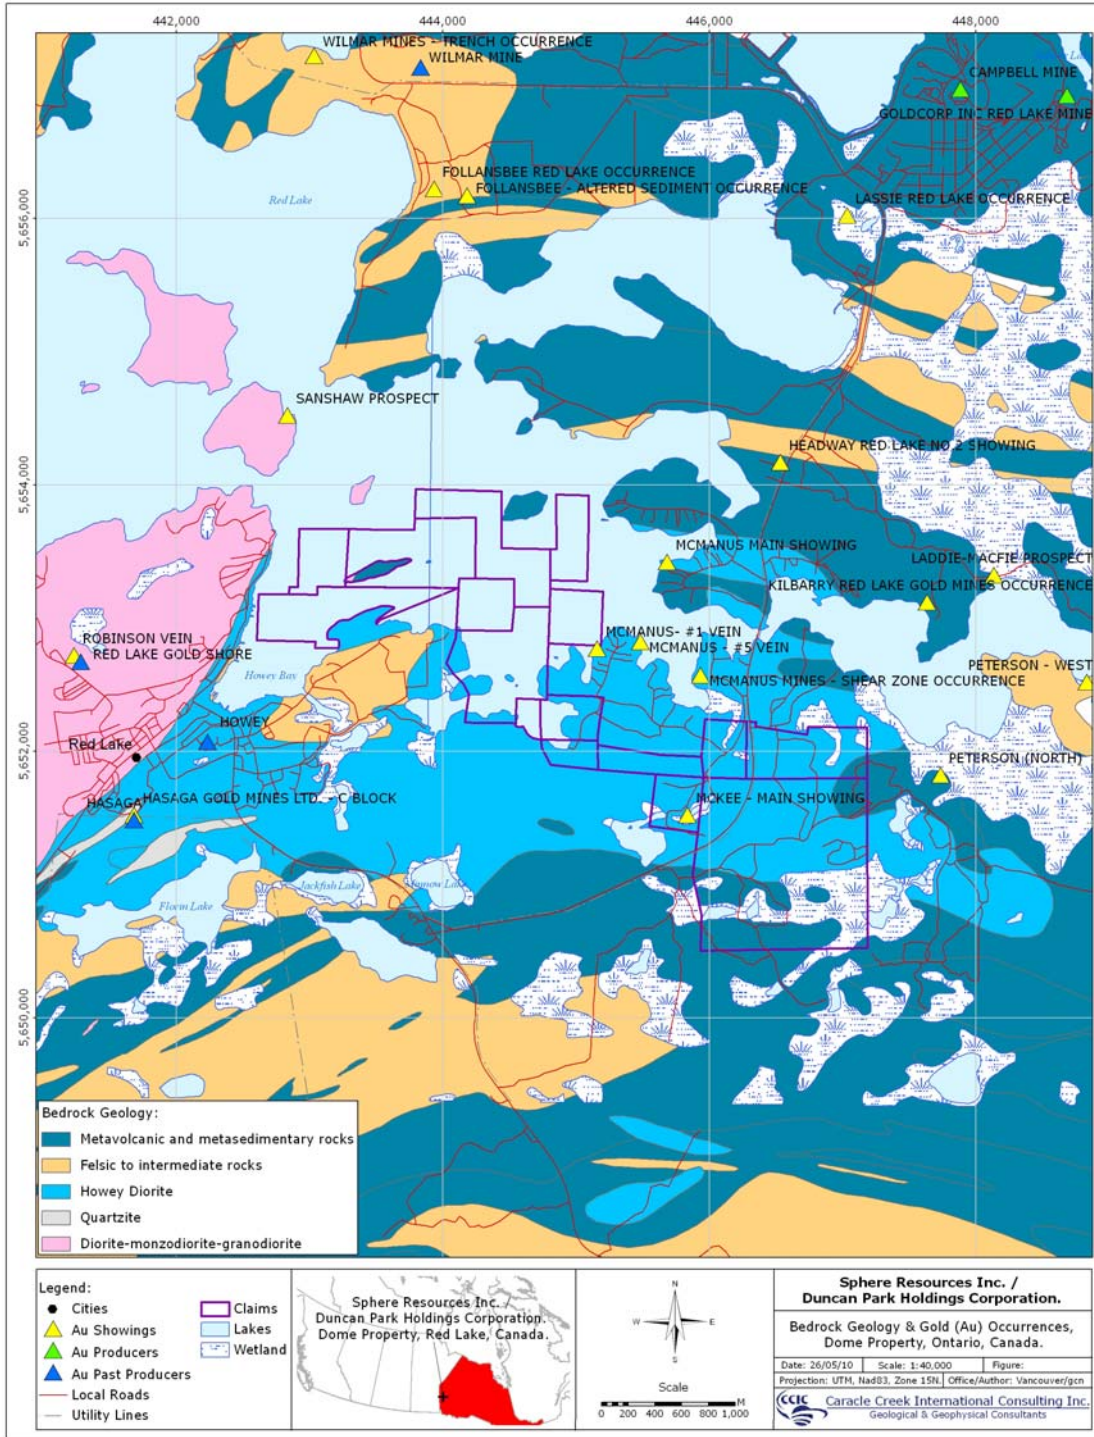 442,000
444,000
446,000
448,000
WILMAR MINES - TRENCH OCCURRENCE
WILMAR MINE
CAMPBELL MINE
GOLDCORP INC RED LAKE MINE
FOLLANSBEE RED LAKE OCCURRENCE
FOLLANSBEE - ALTERED SEDIMENT OCCURRENCE
LASSIE RED LAKE OCCURRENCE
Red Lake
5,656,000
SANSHAW PROSPECT
HEADWAY RED LAKE NO.2 SHOWING
5,654,000
MCMANUS MAIN SHOWING
LADDIE-MACFIE PROSPECT
KILBARRY RED LAKE GOLD MINES OCCURRENCE
ROBINSON VEIN
RED LAKE GOLD SHORE
MCMANUS- #1 VEIN
MCMANUS - #5 VEIN
PETERSON - WEST
Howey Bay
MCMANUS MINES - SHEAR ZONE OCCURRENCE
HOWEY
Red Lake
5,652,000
PETERSON (NORTH)
HASAGA GOLD MINES LTD. - C BLOCK
HASAGA
MCKEE - MAIN SHOWING
Jackfish Lake
Lake
Flovin Lake
5,650,000
Bedrock Geology:
Metavolcanic and metasedimentary rocks
Felsic to intermediate rocks
Howey Diorite
Quartzite
Diorite-monzodiorite-granodiorite
Legend:
Cities
Au Showings
Au Producers
Au Past Producers
Local Roads
Utility Lines
Claims
Lakes
Wetland
Sphere Resources Inc. /
Duncan Park Holdings Corporation.
Dome Property, Red Lake, Canada.
N
W
E
S
Scale
0 200 400 600 800 1,000
M
Sphere Resources Inc. /
Duncan Park Holdings Corporation.
Bedrock Geology & Gold (Au) Occurrences,
Dome Property, Ontario, Canada.
Date: 26/05/10 Scale: 1:40,000 Figure:
Projection: UTM, Nad83, Zone 15N. Office/Author: Vancouver/gcn
CCIC
Caracle Creek International Consulting Inc.
Geological & Geophysical Consultants